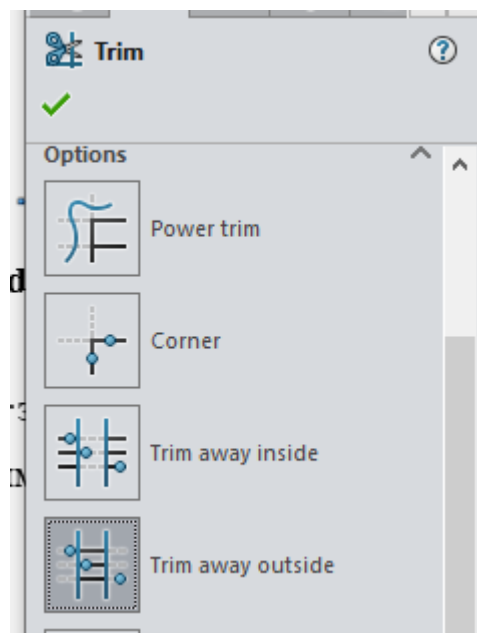 Trim
Options
Power trim
Corner
Trim away inside
Trim away outside